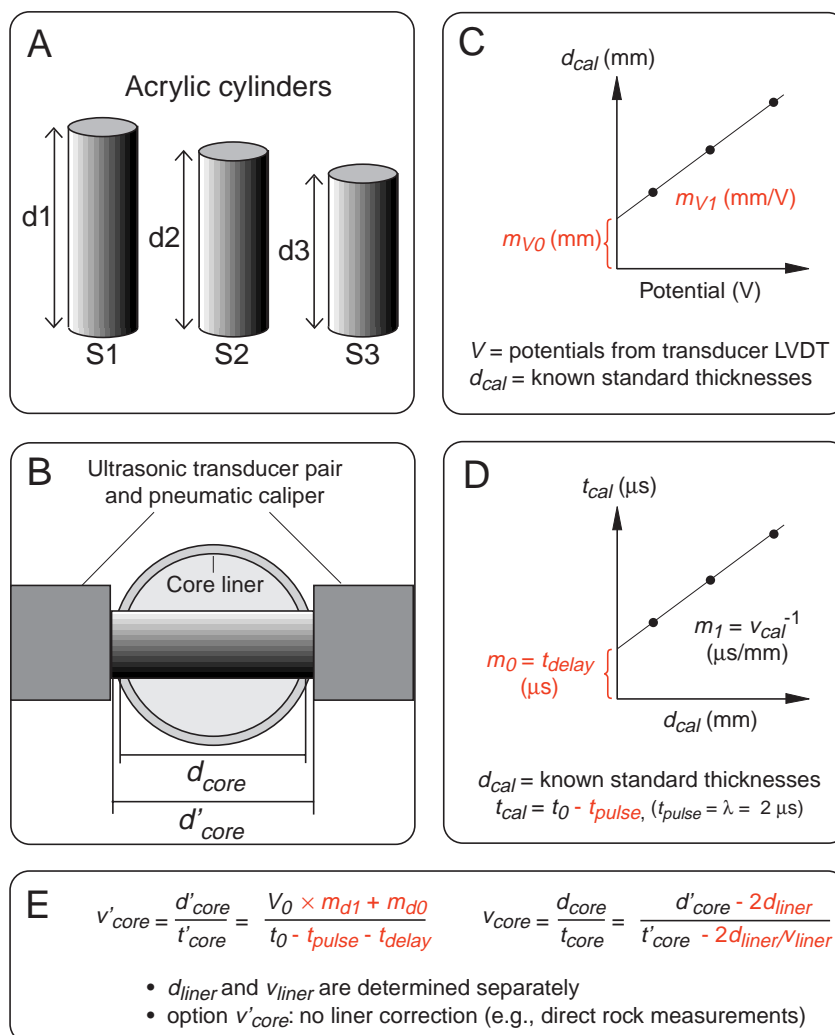 A
Acrylic cylinders
d1
d2
d3
S1
S2
S3
B
Ultrasonic transducer pair
and pneumatic caliper
Core liner
d_core
d'_core
C
d_cal (mm)
m_V1 (mm/V)
m_V0 (mm)
Potential (V)
V = potentials from transducer LVDT
d_cal = known standard thicknesses
D
t_cal (µs)
m_1 = v_cal^-1
(µs/mm)
m_0 = t_delay
(µs)
d_cal (mm)
d_cal = known standard thicknesses
t_cal = t_0 - t_pulse, (t_pulse = λ = 2 µs)
E
v'_core = d'_core / t'_core = V_0 × m_d1 + m_d0 / t_0 - t_pulse - t_delay
v_core = d_core / t_core = d'_core - 2d_liner / t'_core - 2d_liner/v_liner
• d_liner and v_liner are determined separately
• option v'_core: no liner correction (e.g., direct rock measurements)